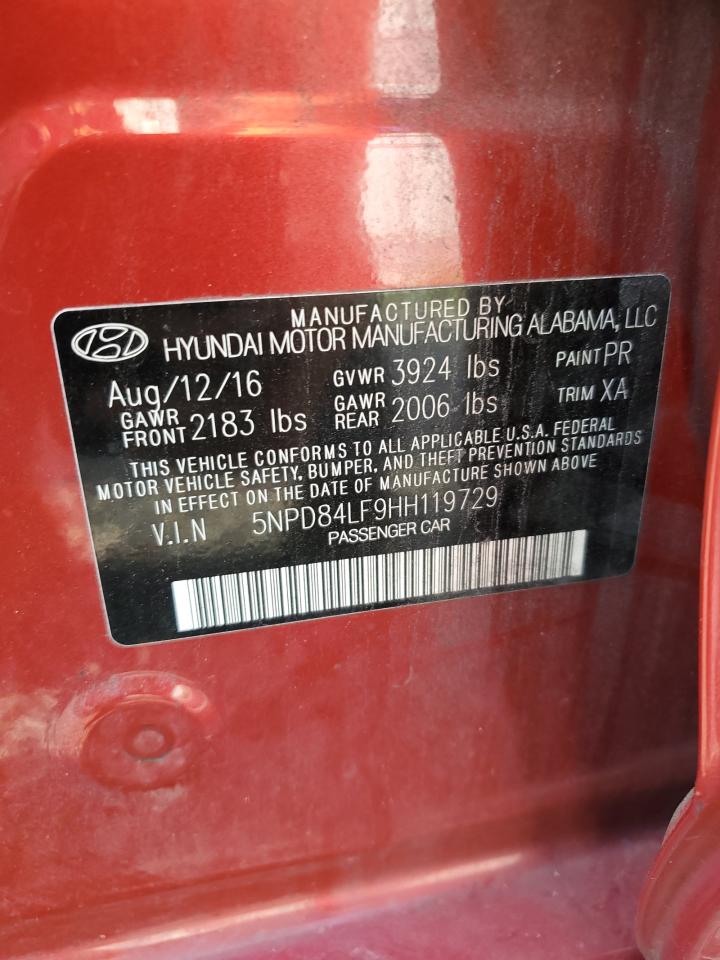 MANUFACTURED BY
HYUNDAI MOTOR MANUFACTURING ALABAMA, LLC
Aug/12/16 GVWR 3924 lbs PAINT PR
GAWR FRONT 2183 lbs GAWR REAR 2006 lbs TRIM XA
THIS VEHICLE CONFORMS TO ALL APPLICABLE U.S.A. FEDERAL
MOTOR VEHICLE SAFETY, BUMPER, AND THEFT PREVENTION STANDARDS
IN EFFECT ON THE DATE OF MANUFACTURE SHOWN ABOVE
V.I.N 5NPD84LF9HH119729
PASSENGER CAR